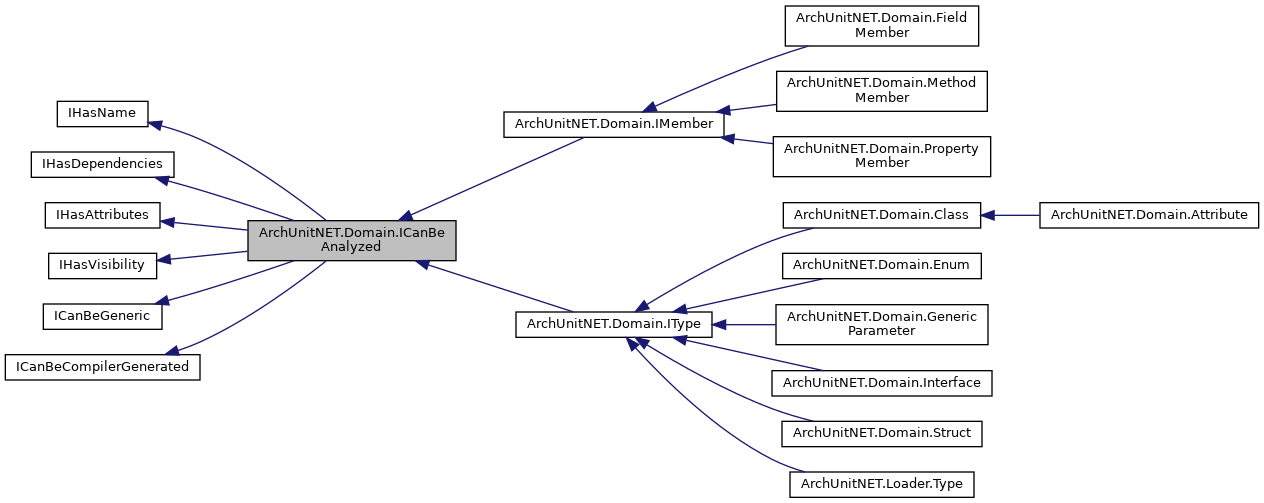 IHasName
IHasDependencies
IHasAttributes
IHasVisibility
ICanBeGeneric
ICanBeCompilerGenerated
ArchUnitNET.Domain.ICanBe
Analyzed
ArchUnitNET.Domain.IMember
ArchUnitNET.Domain.IType
ArchUnitNET.Domain.Field
Member
ArchUnitNET.Domain.Method
Member
ArchUnitNET.Domain.Property
Member
ArchUnitNET.Domain.Class
ArchUnitNET.Domain.Enum
ArchUnitNET.Domain.Generic
Parameter
ArchUnitNET.Domain.Interface
ArchUnitNET.Domain.Struct
ArchUnitNET.Loader.Type
ArchUnitNET.Domain.Attribute